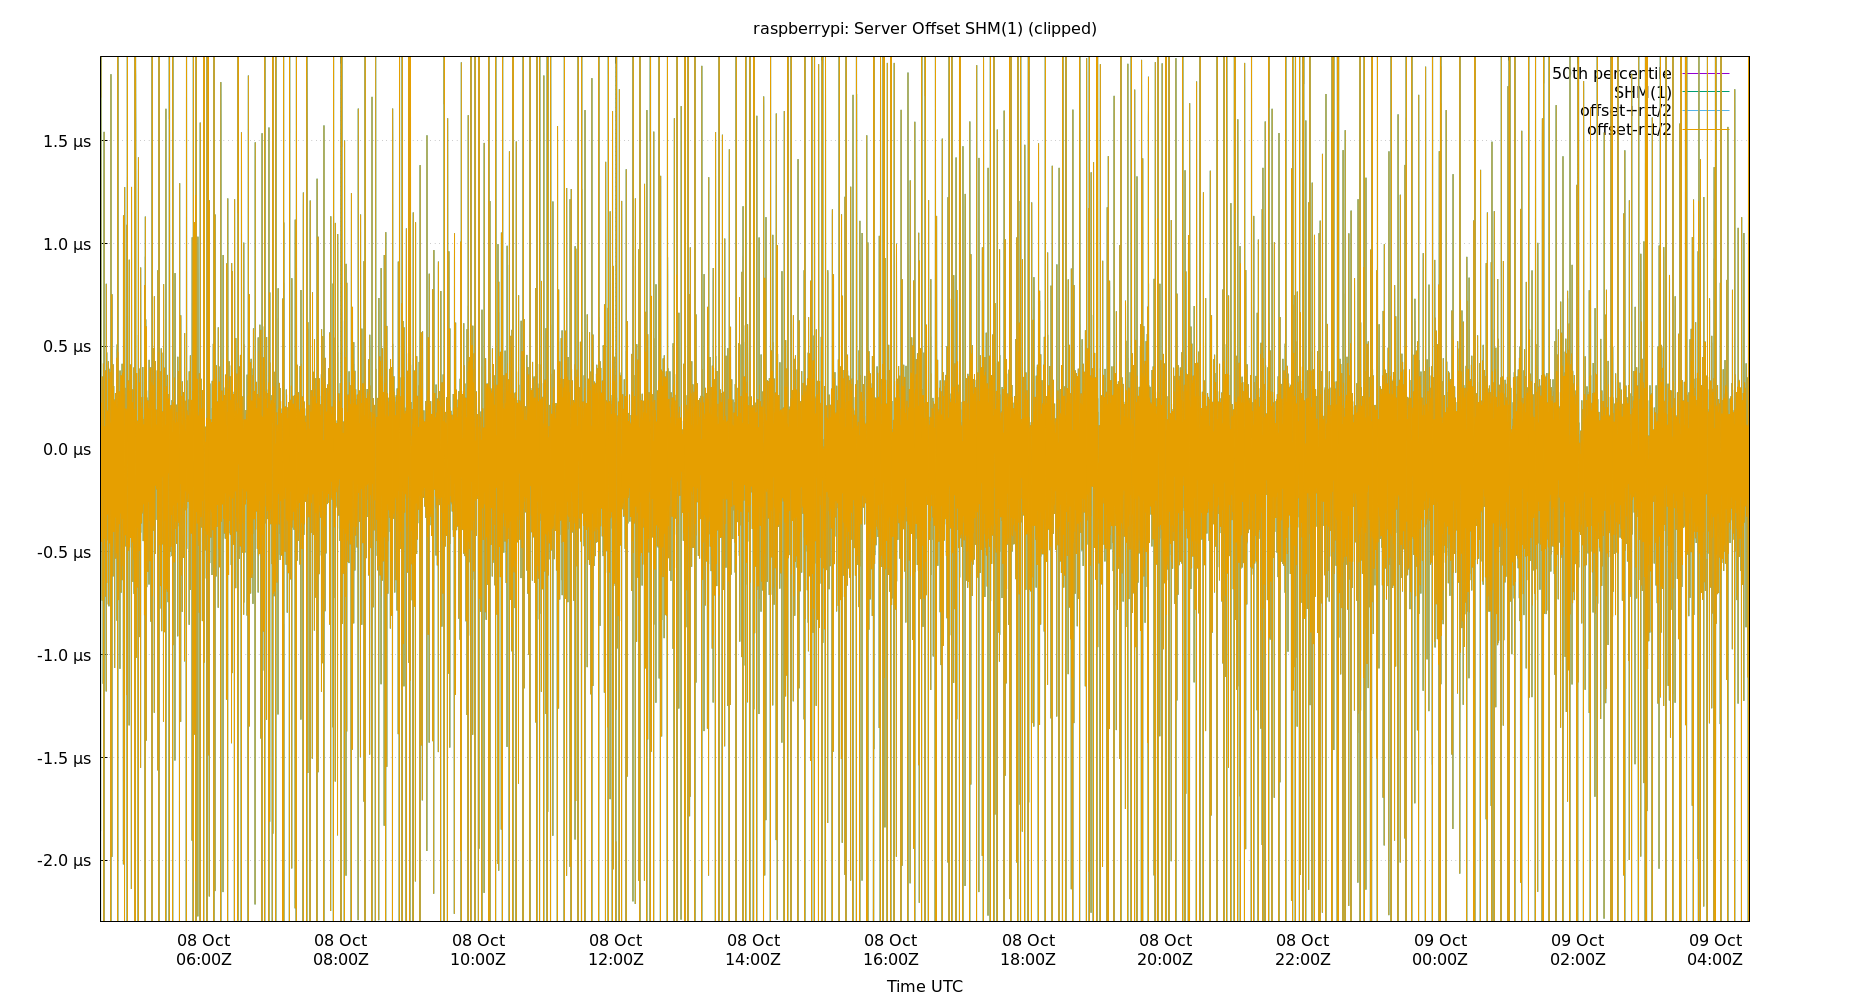 raspberrypi: Server Offset SHM(1) (clipped)
50th percentile
SHM(1)
offset+rtt/2
offset-rtt/2
1.5 µs
1.0 µs
0.5 µs
0.0 µs
-0.5 µs
-1.0 µs
-1.5 µs
-2.0 µs
08 Oct 08 Oct 08 Oct 08 Oct 08 Oct 08 Oct 08 Oct 08 Oct 08 Oct 09 Oct 09 Oct 09 Oct
06:00Z 08:00Z 10:00Z 12:00Z 14:00Z 16:00Z 18:00Z 20:00Z 22:00Z 00:00Z 02:00Z 04:00Z
Time UTC